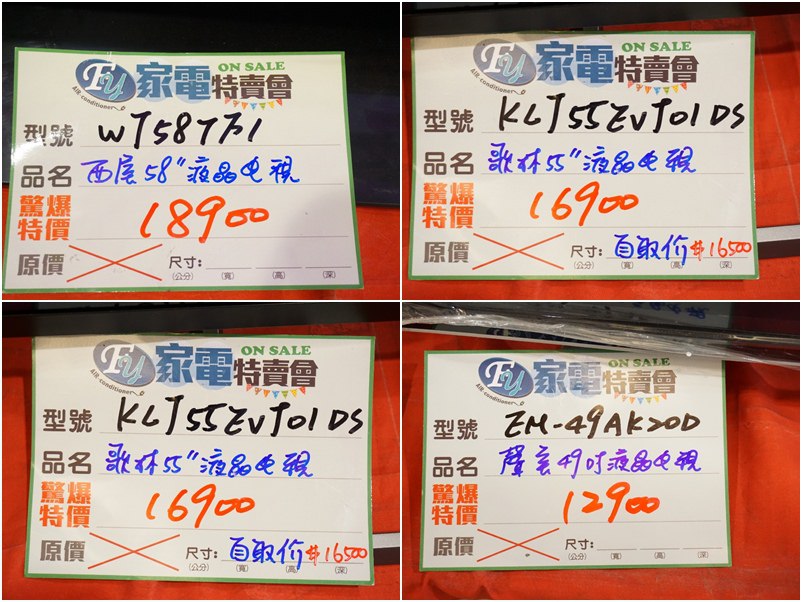 FY 家電特賣會 ON SALE
AIR-conditioner
型號 WT58TF1
品名 西屋58"液晶电視
驚爆特價 18900
原價 尺寸:
(公分) (寬) (高) (深)
FY 家電特賣會 ON SALE
AIR-conditioner
型號 KLT55EVT01DS
品名 歌林55"液晶电視
驚爆特價 16900
原價 尺寸: 自取价#16500
(公分) (寬) (高) (深)
FY 家電特賣會 ON SALE
AIR-conditioner
型號 KLT55EVT01DS
品名 歌林55"液晶电視
驚爆特價 16900
原價 尺寸: 自取价#16500
(公分) (寬) (高) (深)
FY 家電特賣會 ON SALE
AIR-conditioner
型號 EM-49AK20D
品名 聲宝49吋液晶电視
驚爆特價 12900
原價 尺寸:
(公分) (寬) (高) (深)